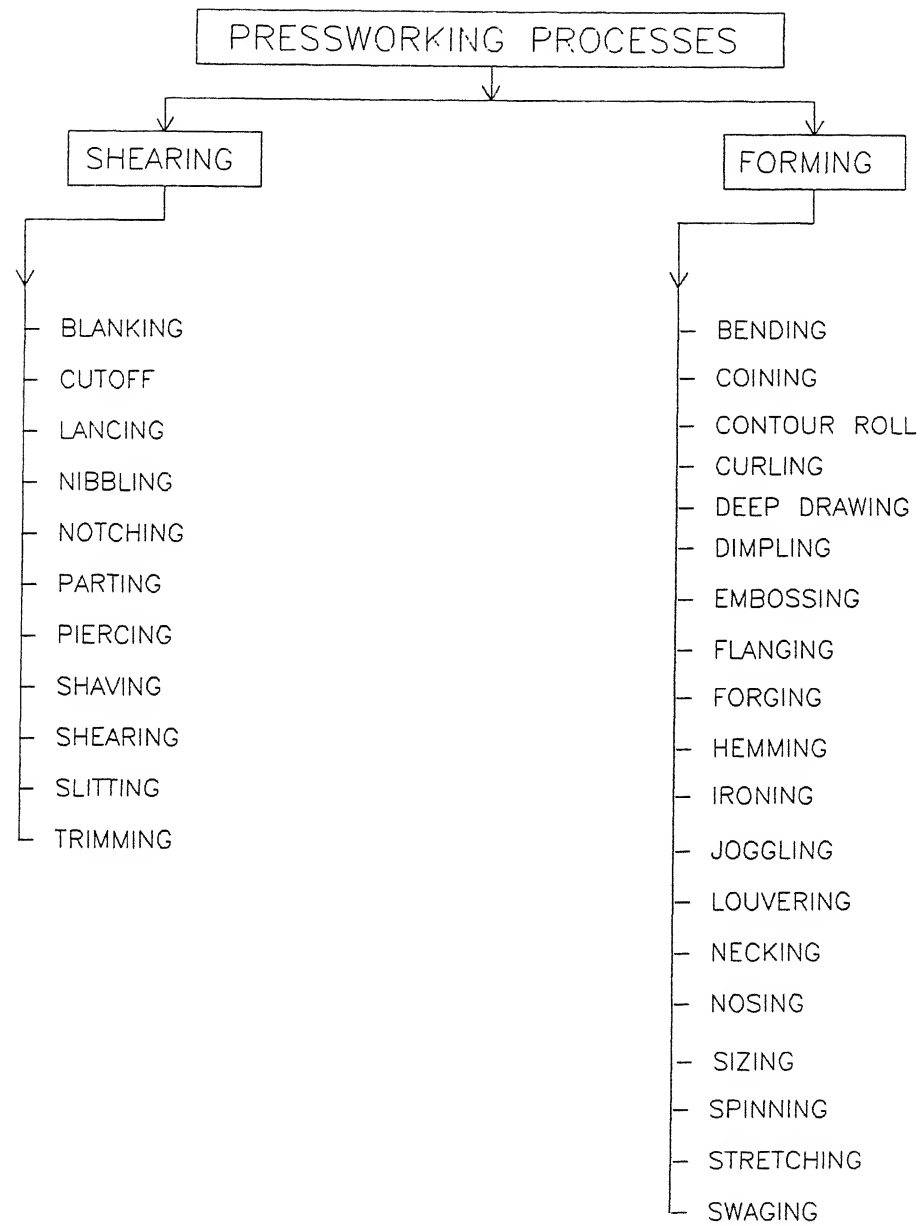 PRESSWORKING PROCESSES
SHEARING
BLANKING
CUTOFF
LANCING
NIBBLING
NOTCHING
PARTING
PIERCING
SHAVING
SHEARING
SLITTING
TRIMMING
FORMING
BENDING
COINING
CONTOUR ROLL
CURLING
DEEP DRAWING
DIMPLING
EMBOSSING
FLANGING
FORGING
HEMMING
IRONING
JOGGLING
LOUVERING
NECKING
NOSING
SIZING
SPINNING
STRETCHING
SWAGING